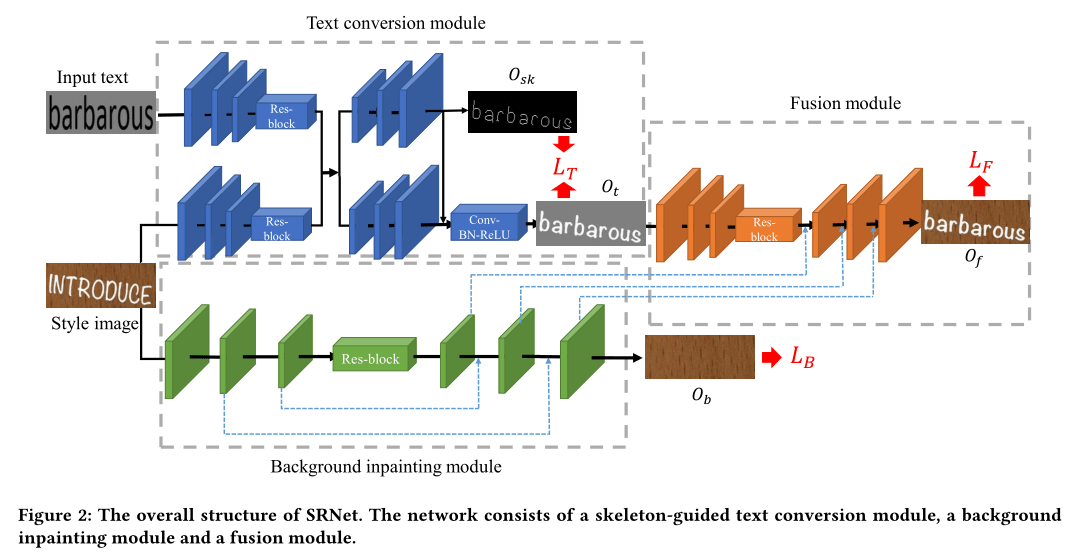 Text conversion module
Input text
barbarous
Res-block
O_sk
barbarous
L_T
Fusion module
L_F
O_t
Res-block
Conv-BN-ReLU
barbarous
Res-block
barbarous
O_f
INTRODUCE
Style image
Res-block
L_B
O_b
Background inpainting module
Figure 2: The overall structure of SRNet. The network consists of a skeleton-guided text conversion module, a background
inpainting module and a fusion module.